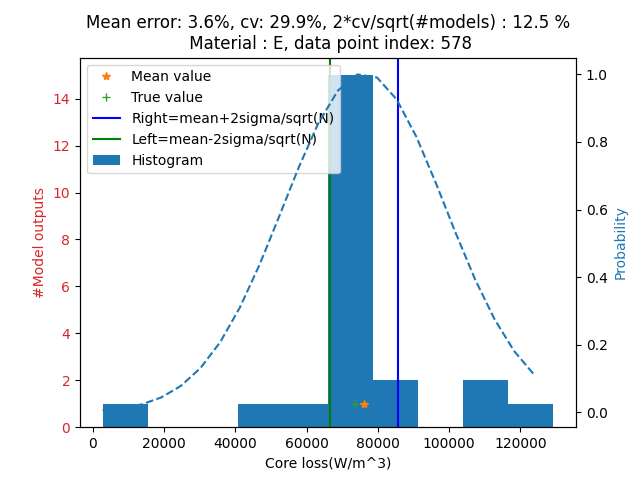 Mean error: 3.6%, cv: 29.9%, 2*cv/sqrt(#models) : 12.5 %
Material : E, data point index: 578
Mean value
True value
Right=mean+2sigma/sqrt(N)
Left=mean-2sigma/sqrt(N)
Histogram
#Model outputs
14
12
10
8
6
4
2
0
1.0
0.8
0.6
0.4
0.2
0.0
Probability
0 20000 40000 60000 80000 100000 120000
Core loss(W/m^3)